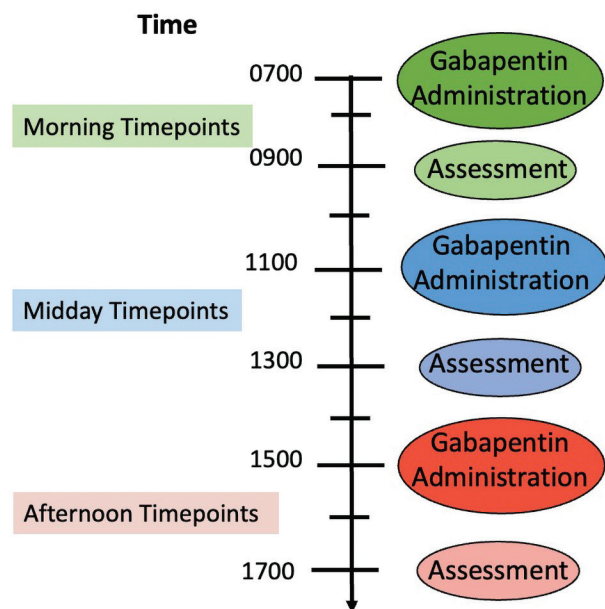 Time
0700
Gabapentin
Administration
Morning Timepoints
0900
Assessment
1100
Gabapentin
Administration
Midday Timepoints
1300
Assessment
1500
Gabapentin
Administration
Afternoon Timepoints
1700
Assessment